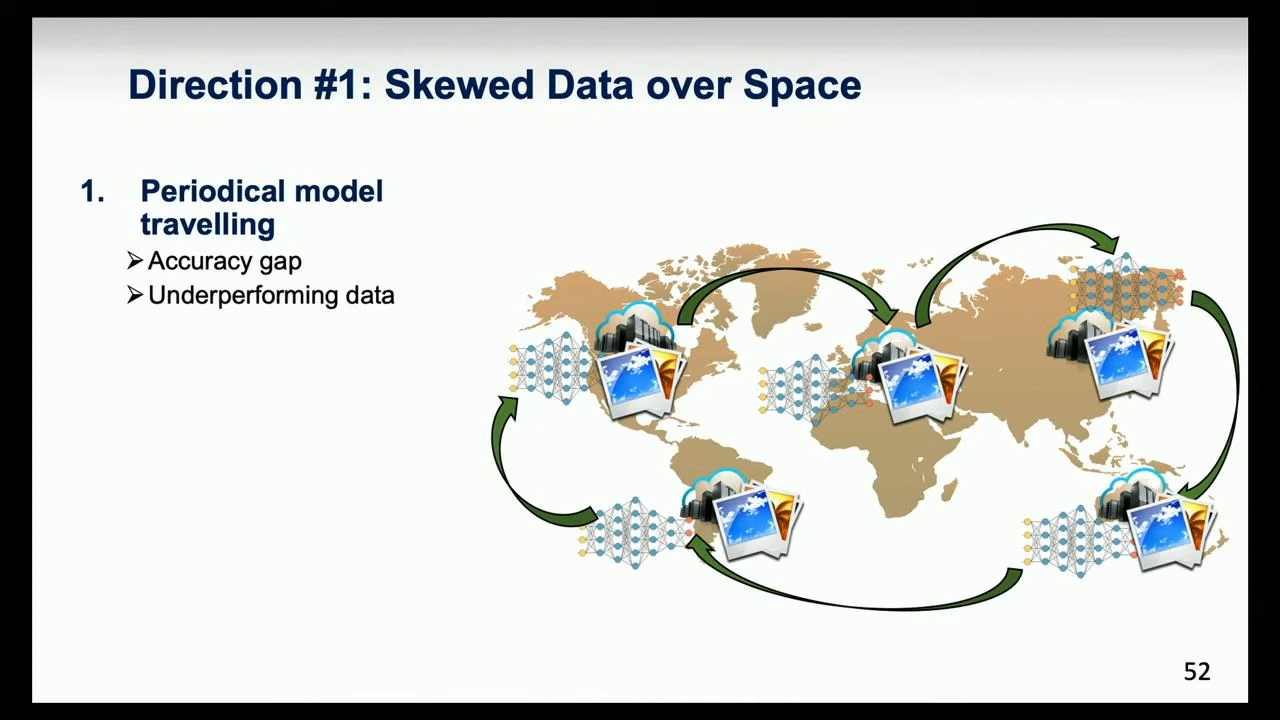 Direction #1: Skewed Data over Space
1. Periodical model
travelling
➢Accuracy gap
➢Underperforming data
52